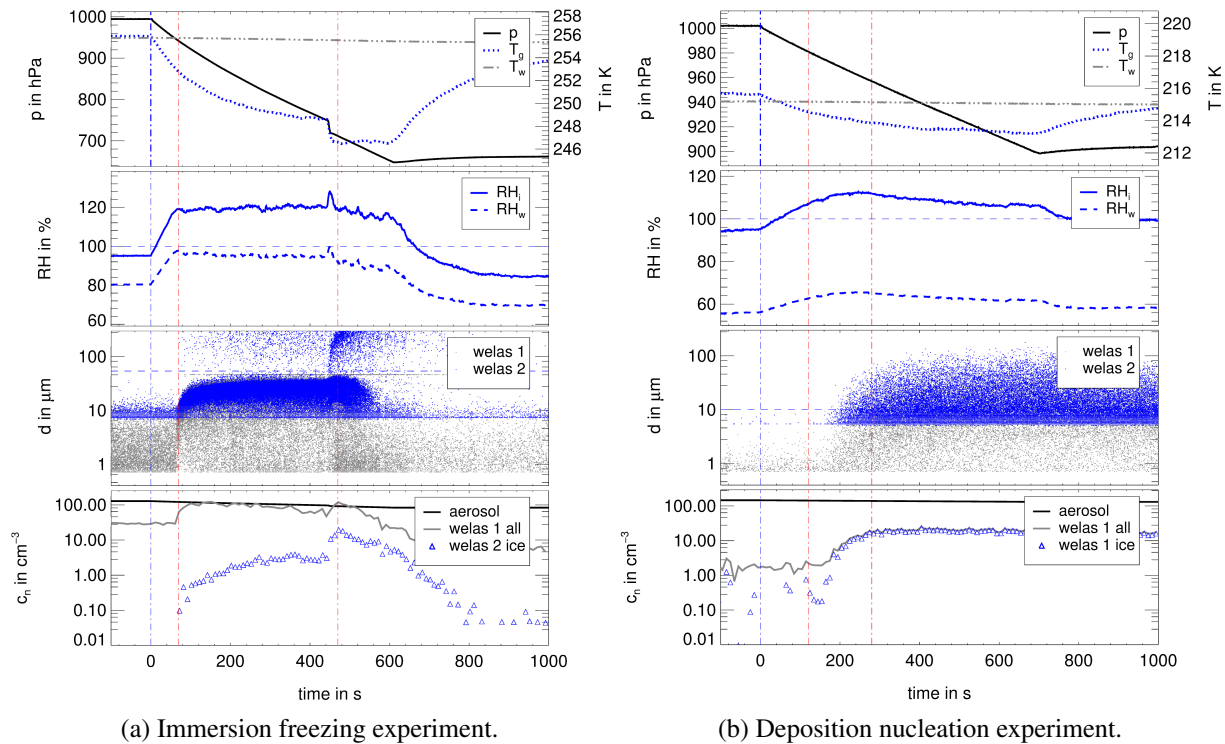 1000
900
800
700
p in hPa
258
256
254
252
250
248
246
T in K
p
T_g
T_w
120
100
80
60
RH in %
RH_i
RH_w
100
10
1
d in µm
welas 1
welas 2
100.00
10.00
1.00
0.10
0.01
c_n in cm⁻³
aerosol
welas 1 all
welas 2 ice
0 200 400 600 800 1000
time in s
(a) Immersion freezing experiment.
1000
980
960
940
920
900
p in hPa
220
218
216
214
212
T in K
p
T_g
T_w
120
100
80
60
RH in %
RH_i
RH_w
100
10
1
d in µm
welas 1
welas 2
100.00
10.00
1.00
0.10
0.01
c_n in cm⁻³
aerosol
welas 1 all
welas 1 ice
0 200 400 600 800 1000
time in s
(b) Deposition nucleation experiment.